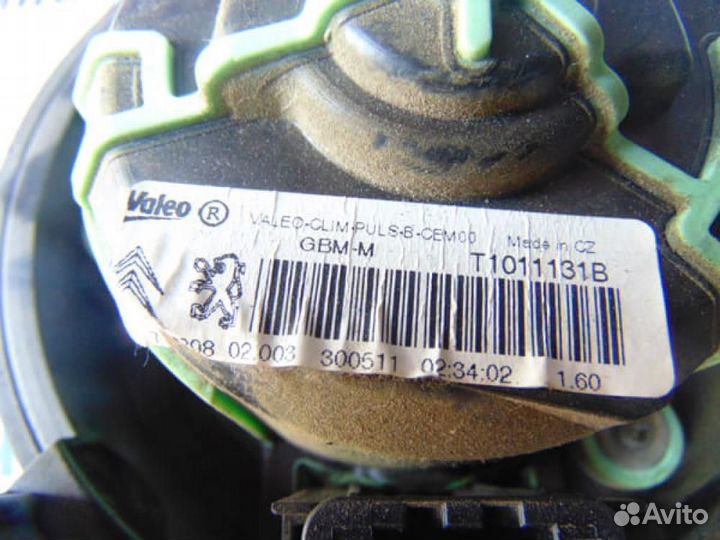 Valeo ® VALEO-CLIM-PULS-B-CEM00 Made in CZ
GBM-M T1011131B
02.003 300511 02:34:02 1.60
Avito